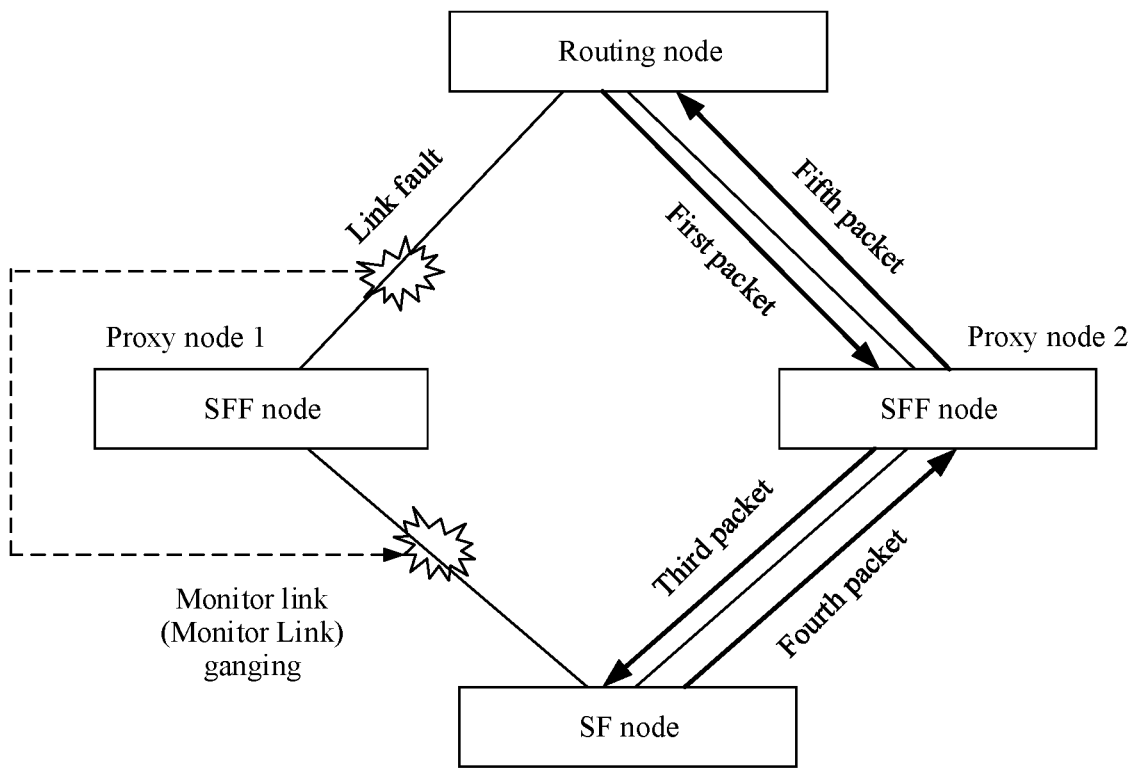 Routing node
Link fault
First packet
Fifth packet
Proxy node 1
SFF node
Proxy node 2
SFF node
Third packet
Fourth packet
Monitor link
(Monitor Link)
ganging
SF node